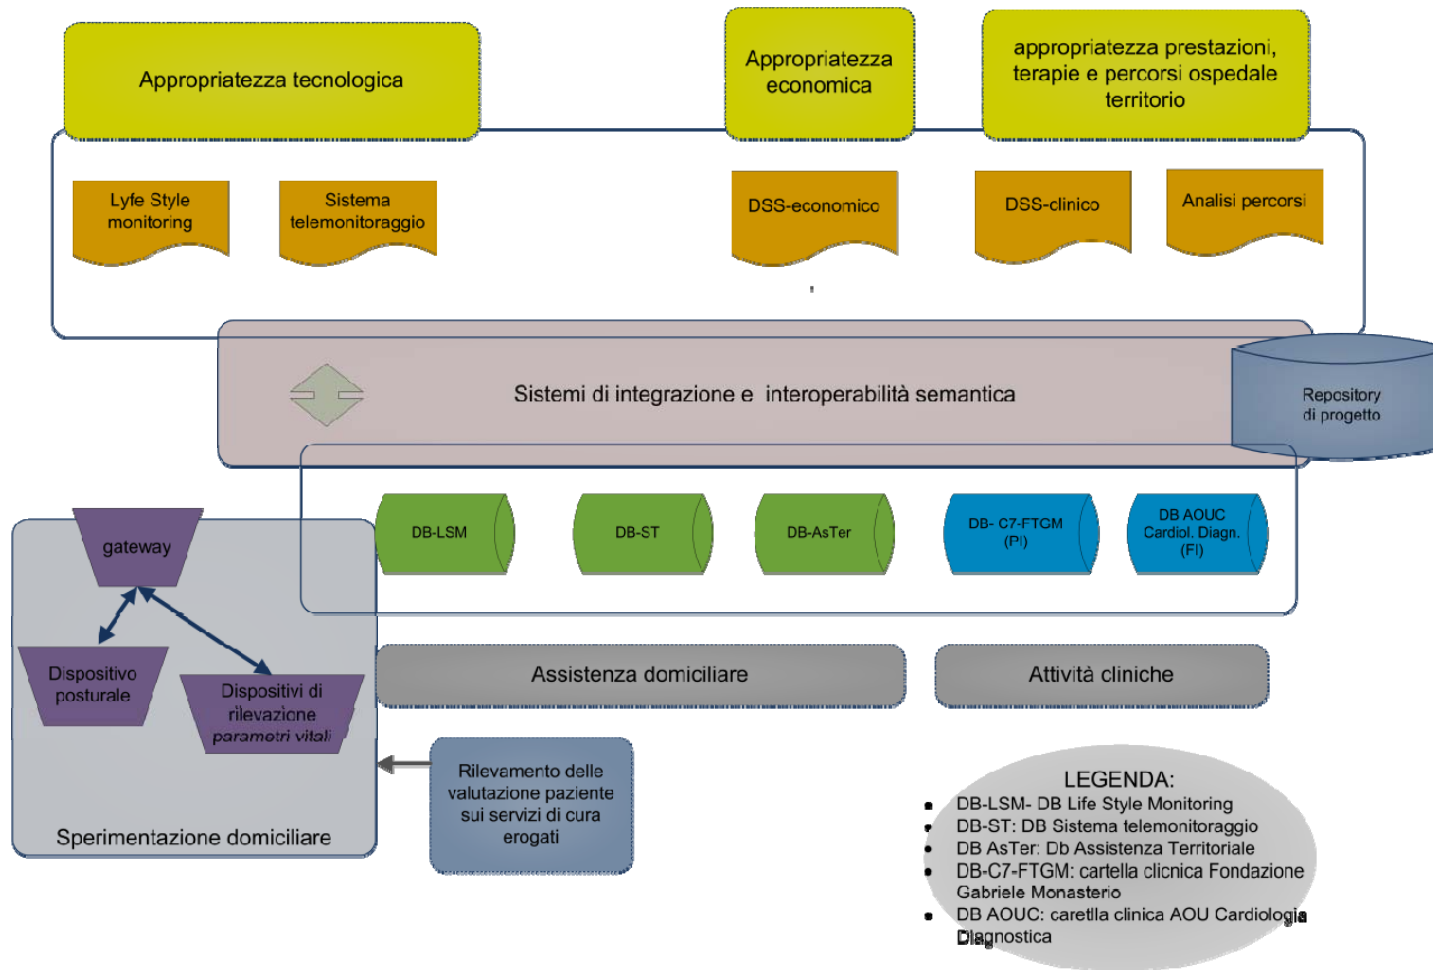 Appropriatezza tecnologica
Appropriatezza
economica
appropriatezza prestazioni,
terapie e percorsi ospedale
territorio
Lyfe Style
monitoring
Sistema
telemonitoraggio
DSS-economico
DSS-clinico
Analisi percorsi
Sistemi di integrazione e interoperabilità semantica
Repository
di progetto
gateway
DB-LSM
DB-ST
DB-AsTer
DB- C7-FTGM
(PI)
DB AOUC
Cardiol. Diagn.
(FI)
Dispositivo
posturale
Dispositivi di
rilevazione
parametri vitali
Assistenza domiciliare
Attività cliniche
Rilevamento delle
valutazione paziente
sui servizi di cura
erogati
Sperimentazione domiciliare
LEGENDA:
• DB-LSM- DB Life Style Monitoring
• DB-ST: DB Sistema telemonitoraggio
• DB AsTer: Db Assistenza Territoriale
• DB-C7-FTGM: cartella clicnica Fondazione
Gabriele Monasterio
• DB AOUC: caretlla clinica AOU Cardiologia
Diagnostica